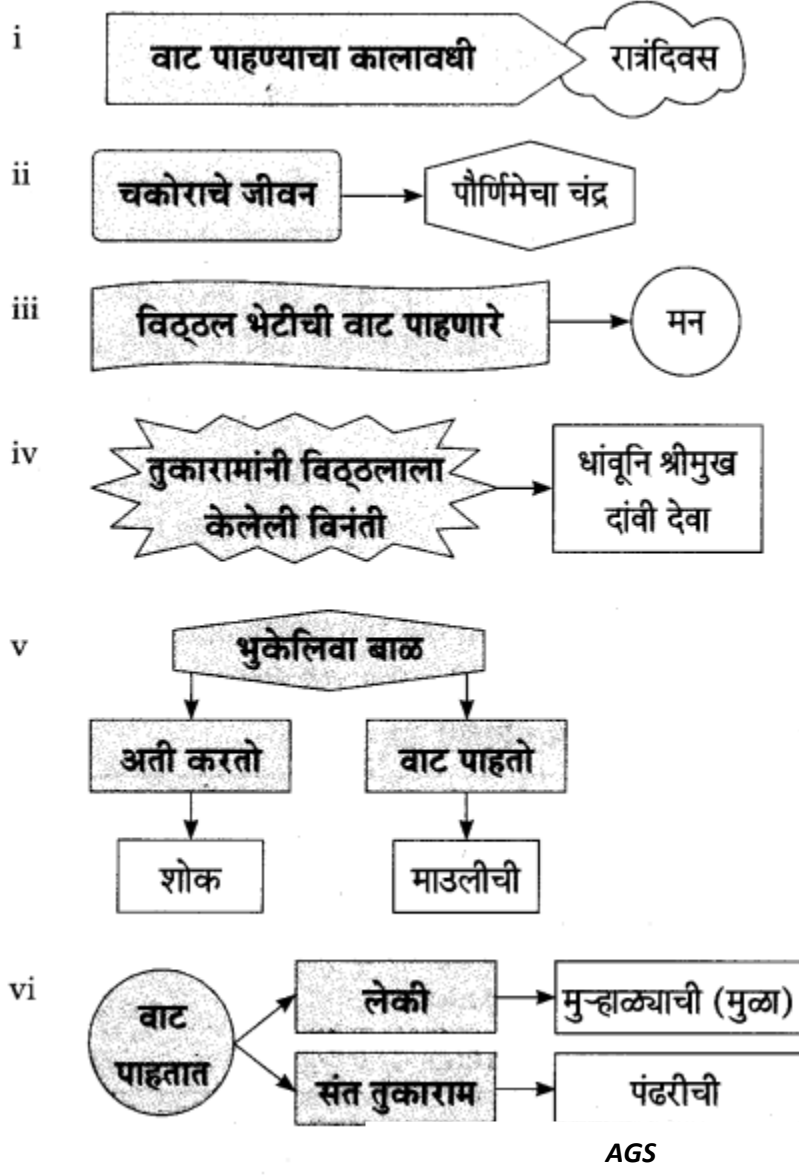 i
वाट पाहण्याचा कालावधी
रात्रंदिवस
ii
चकोराचे जीवन
पौर्णिमेचा चंद्र
iii
विठ्ठल भेटीची वाट पाहणारे
मन
iv
तुकारामांनी विठ्ठलाला
केलेली विनंती
धांवूनि श्रीमुख
दांवी देवा
v
भुकेलिवा बाळ
अती करतो
वाट पाहतो
शोक
माउलीची
vi
वाट
पाहतात
लेकी
मुऱ्हाळ्याची (मुळा)
संत तुकाराम
पंढरीची
AGS